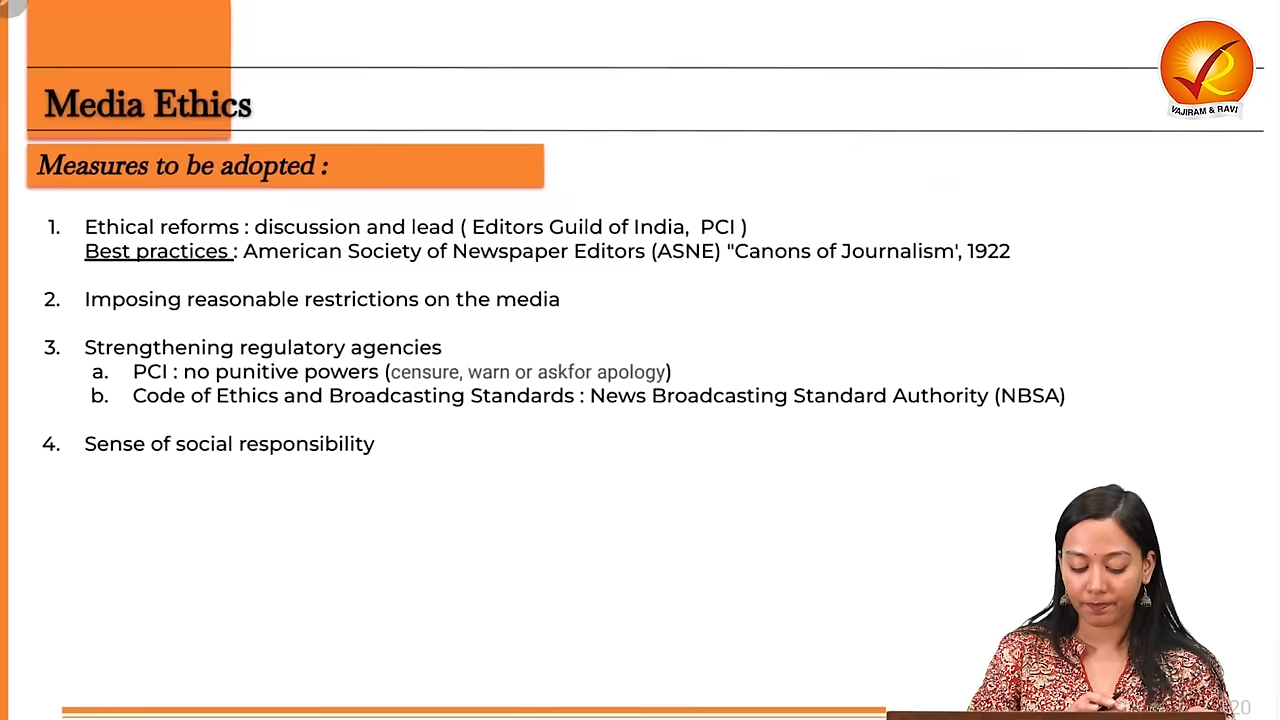 VAJIRAM & RAVI
Media Ethics
Measures to be adopted :
1. Ethical reforms : discussion and lead ( Editors Guild of India, PCI )
Best practices : American Society of Newspaper Editors (ASNE) "Canons of Journalism', 1922
2. Imposing reasonable restrictions on the media
3. Strengthening regulatory agencies
a. PCI : no punitive powers (censure, warn or askfor apology)
b. Code of Ethics and Broadcasting Standards : News Broadcasting Standard Authority (NBSA)
4. Sense of social responsibility
20